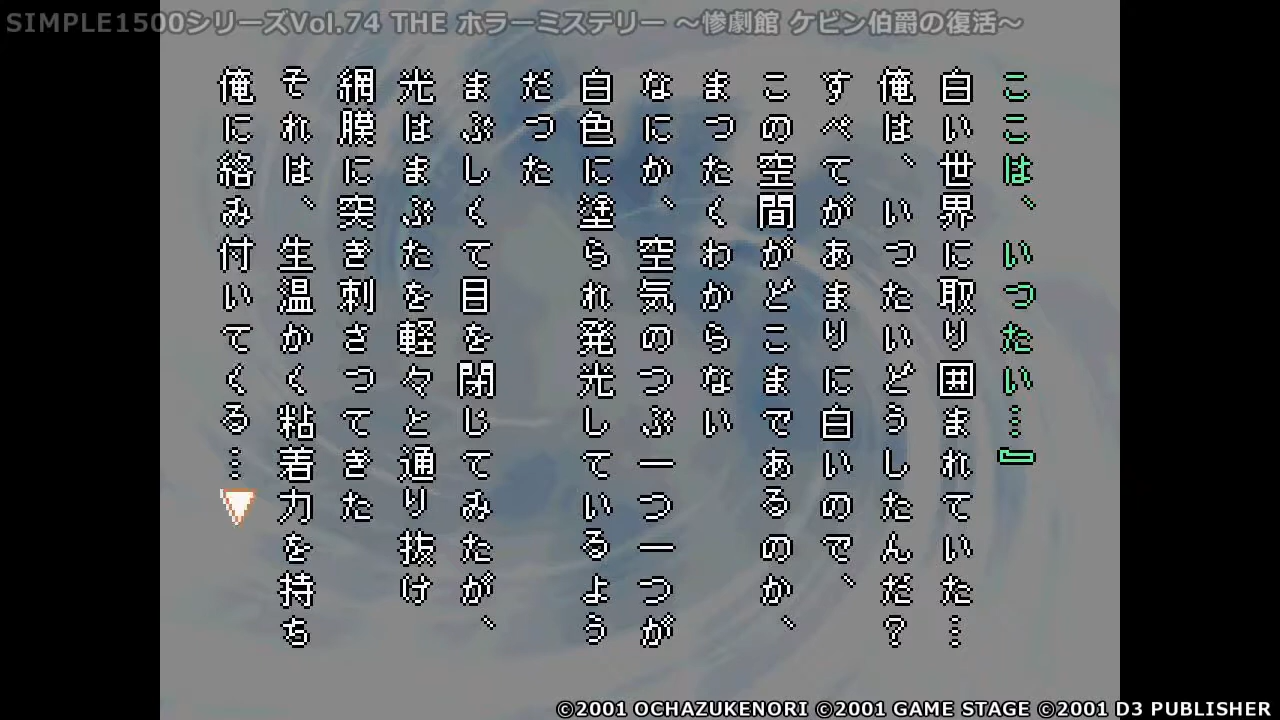 SIMPLE1500シリーズVol.74 THE ホラーミステリー ～惨劇館 ケビン伯爵の復活～
ここは、いったい…』
白い世界に取り囲まれていた…
俺は、いったいどうしたんだ？
すべてがあまりに白いので、
この空間がどこまであるのか、
まったくわからない
なにか、空気のつぶ一つ一つが
白色に塗られ発光しているよう
だった
まぶしくて目を閉じてみたが、
光はまぶたを軽々と通り抜け
網膜に突き刺さってきた
それは、生温かく粘着力を持ち
俺に絡み付いてくる…
©2001 OCHAZUKENORI ©2001 GAME STAGE ©2001 D3 PUBLISHER